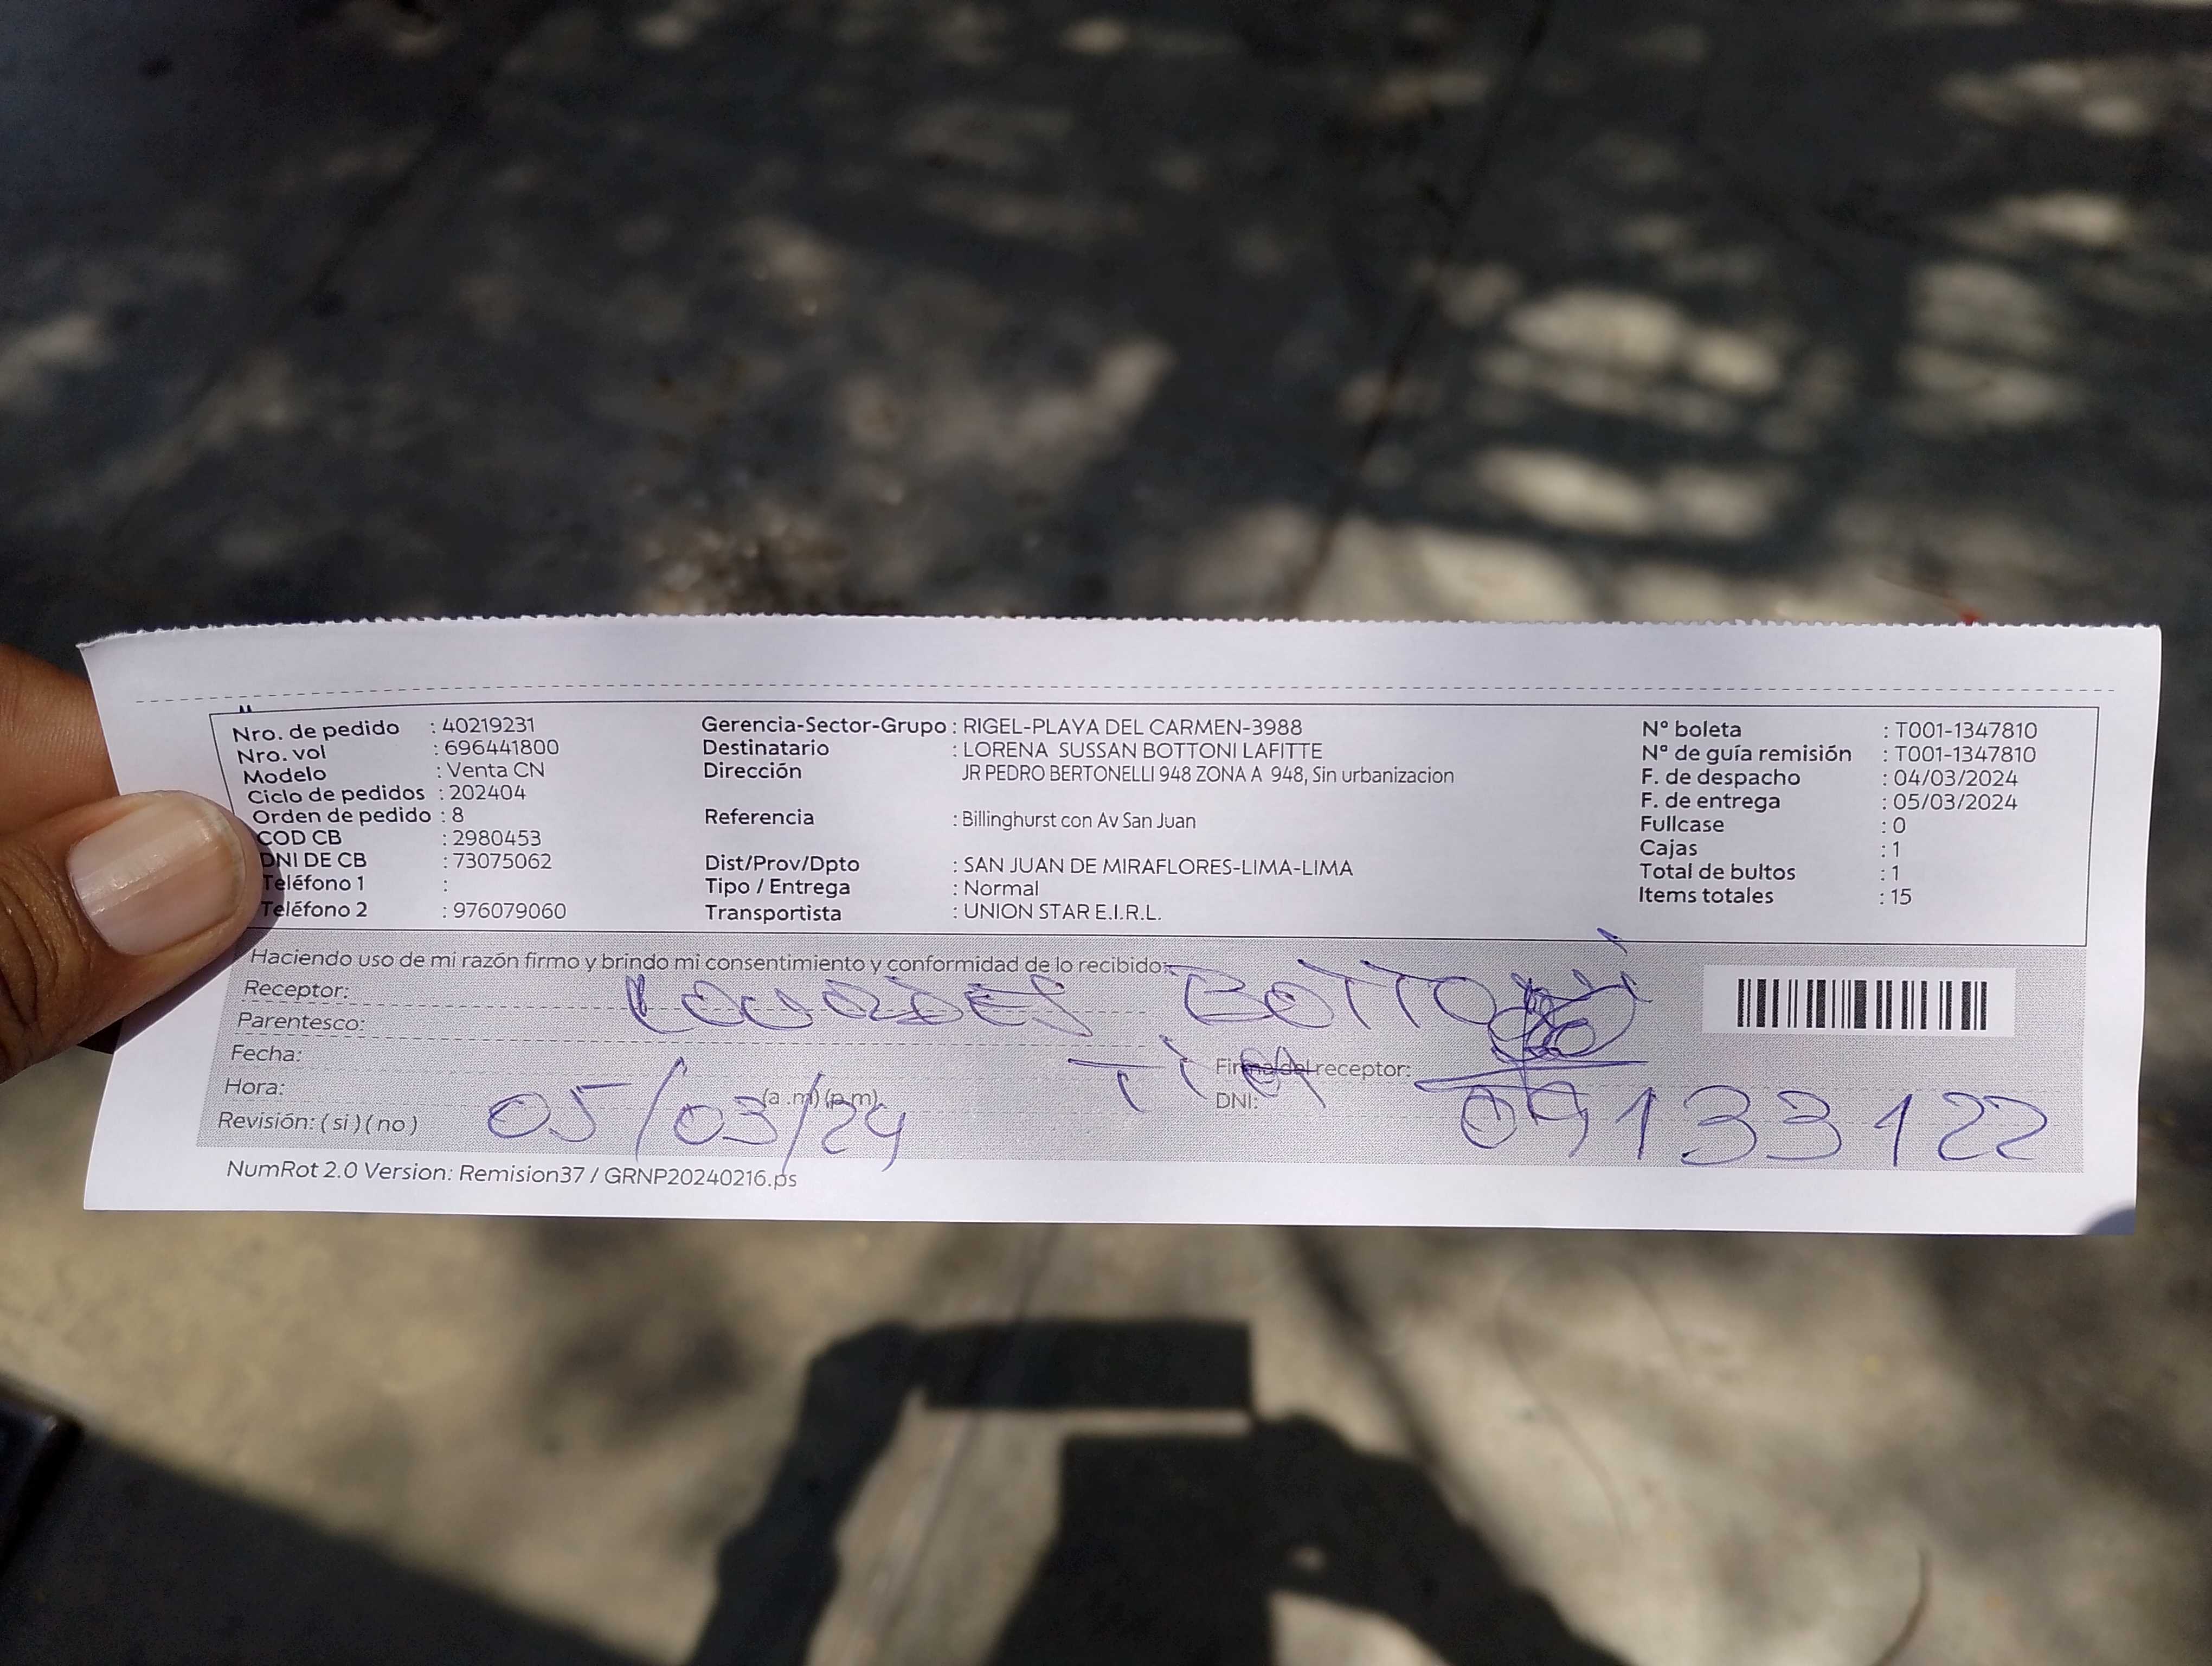 Nro. de pedido : 40219231
Nro. vol : 696441800
Modelo : Venta CN
Ciclo de pedidos : 202404
Orden de pedido : 8
COD CB : 2980453
DNI DE CB : 73075062
Teléfono 1 :
Teléfono 2 : 976079060
Gerencia-Sector-Grupo : RIGEL-PLAYA DEL CARMEN-3988
Destinatario : LORENA SUSSAN BOTTONI LAFITTE
Dirección JR PEDRO BERTONELLI 948 ZONA A 948, Sin urbanizacion
Referencia : Billinghurst con Av San Juan
Dist/Prov/Dpto : SAN JUAN DE MIRAFLORES-LIMA-LIMA
Tipo / Entrega : Normal
Transportista : UNION STAR E.I.R.L.
Nº boleta : T001-1347810
Nº de guía remisión : T001-1347810
F. de despacho : 04/03/2024
F. de entrega : 05/03/2024
Fullcase : 0
Cajas : 1
Total de bultos : 1
Items totales : 15
Haciendo uso de mi razón firmo y brindo mi consentimiento y conformidad de lo recibido.
Receptor: LOURDES BOTTONI
Parentesco: TIA
Fecha: 05/03/24
Hora: (a .m) (p.m)
Revisión: ( si ) ( no )
Firma del receptor:
DNI: 09133122
NumRot 2.0 Version: Remision37 / GRNP20240216.ps